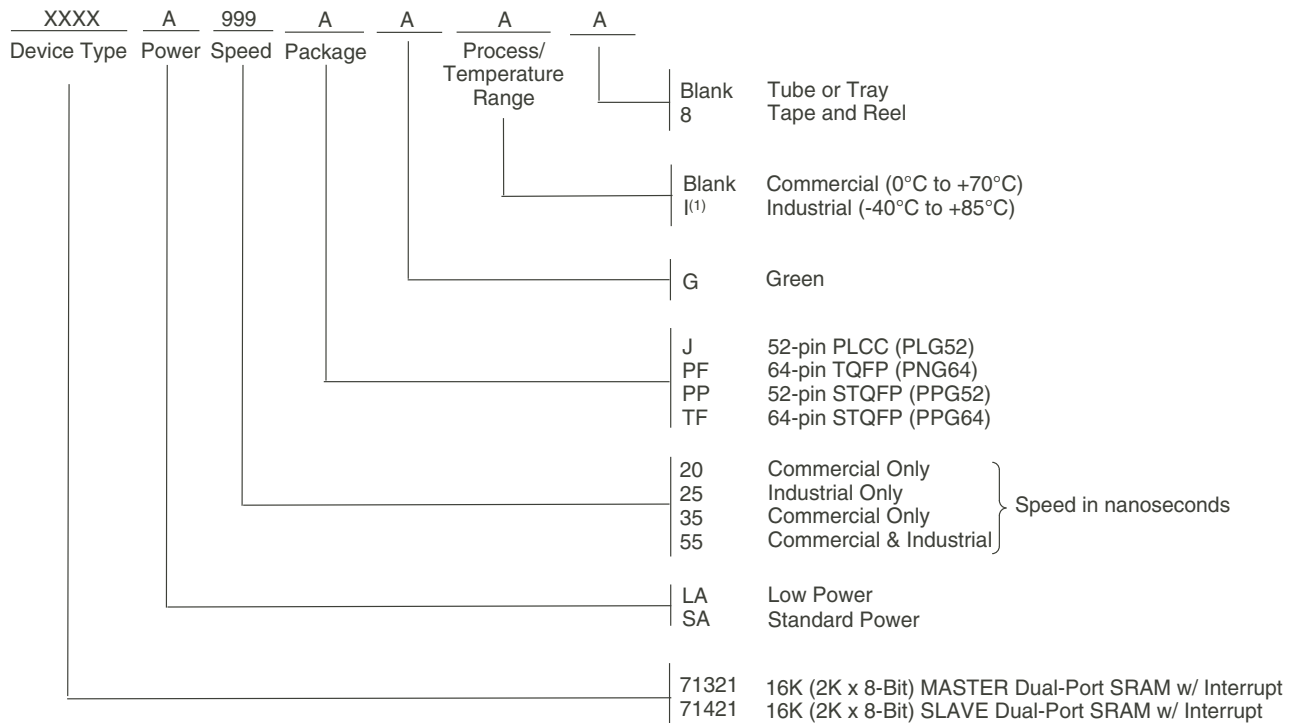 XXXX A 999 A A A A
Device Type Power Speed Package Process/
Temperature
Range
Blank Tube or Tray
8 Tape and Reel
Blank Commercial (0°C to +70°C)
I(1) Industrial (-40°C to +85°C)
G Green
J 52-pin PLCC (PLG52)
PF 64-pin TQFP (PNG64)
PP 52-pin STQFP (PPG52)
TF 64-pin STQFP (PPG64)
20 Commercial Only
25 Industrial Only
35 Commercial Only
55 Commercial & Industrial
Speed in nanoseconds
LA Low Power
SA Standard Power
71321 16K (2K x 8-Bit) MASTER Dual-Port SRAM w/ Interrupt
71421 16K (2K x 8-Bit) SLAVE Dual-Port SRAM w/ Interrupt